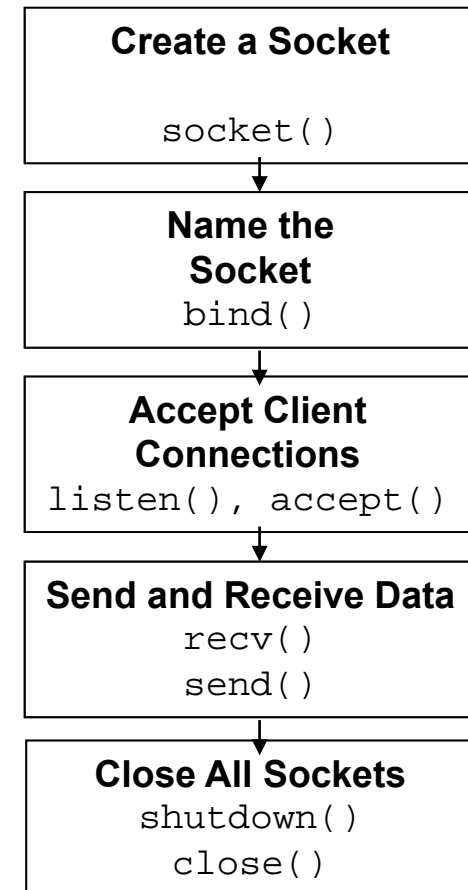 Create a Socket
socket()
Name the
Socket
bind()
Accept Client
Connections
listen(), accept()
Send and Receive Data
recv()
send()
Close All Sockets
shutdown()
close()